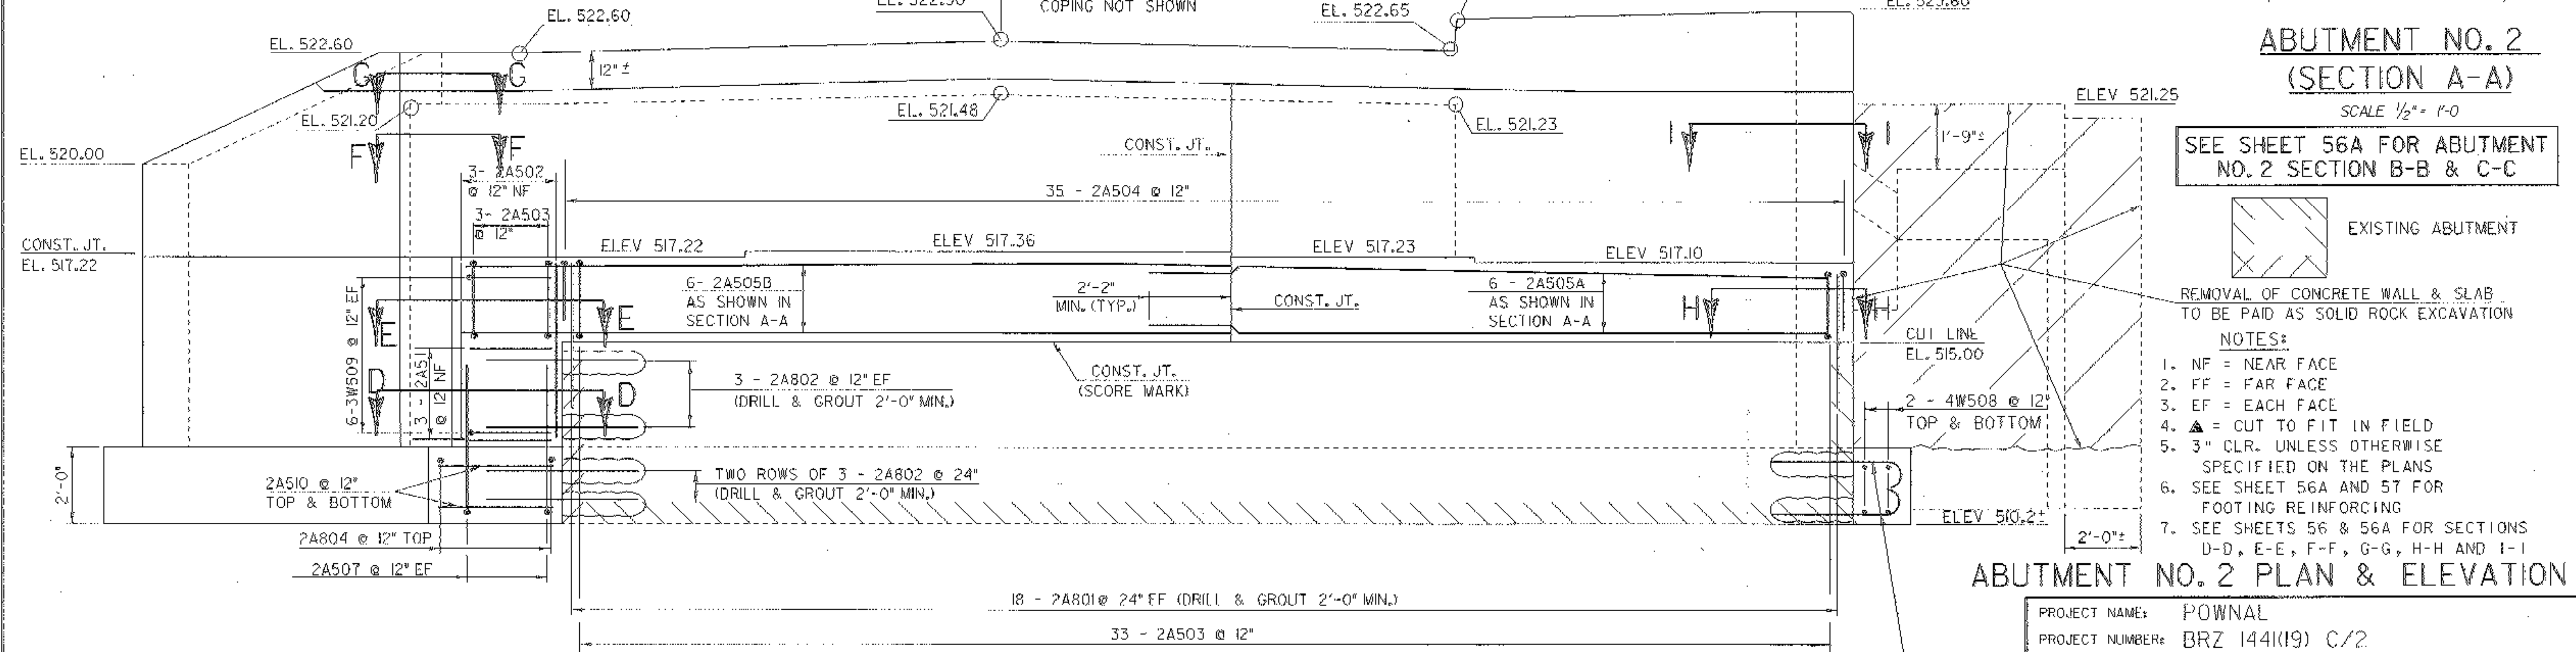 EL. 522.60
COPING NOT SHOWN
EL. 522.65
EL. 522.60
ABUTMENT NO. 2
(SECTION A-A)
SCALE 1/2" = 1'-0
SEE SHEET 56A FOR ABUTMENT
NO. 2 SECTION B-B & C-C
EXISTING ABUTMENT
12" ±
G
G
EL. 521.20
EL. 521.48
EL. 521.23
ELEV 521.25
1'-9"±
EL. 520.00
F
F
I
I
CONST. JT.
3- 2A502
@ 12" NF
35 - 2A504 @ 12"
3- 2A503
@ 12"
CONST. JT.
EL. 517.22
ELEV 517.22
ELEV 517.36
ELEV 517.23
ELEV 517.10
6- 2A505B
AS SHOWN IN
SECTION A-A
2'-2"
MIN. (TYP.)
CONST. JT.
6 - 2A505A
AS SHOWN IN
SECTION A-A
E
E
H
H
REMOVAL OF CONCRETE WALL & SLAB
TO BE PAID AS SOLID ROCK EXCAVATION
CUT LINE
EL. 515.00
6-3W509 @ 12" EF
3 - 2A511
@ 12" NF
D
D
3 - 2A802 @ 12" EF
(DRILL & GROUT 2'-0" MIN.)
CONST. JT.
(SCORE MARK)
2 - 4W508 @ 12"
TOP & BOTTOM
NOTES:
1. NF = NEAR FACE
2. FF = FAR FACE
3. EF = EACH FACE
4. ▲ = CUT TO FIT IN FIELD
5. 3" CLR. UNLESS OTHERWISE
SPECIFIED ON THE PLANS
6. SEE SHEET 56A AND 57 FOR
FOOTING REINFORCING
7. SEE SHEETS 56 & 56A FOR SECTIONS
D-D, E-E, F-F, G-G, H-H AND I-I
2'-0"
2A510 @ 12"
TOP & BOTTOM
TWO ROWS OF 3 - 2A802 @ 24"
(DRILL & GROUT 2'-0" MIN.)
ELEV 510.2±
2'-0"±
2A804 @ 12" TOP
2A507 @ 12" EF
18 - 2A801@ 24" EF (DRILL & GROUT 2'-0" MIN.)
33 - 2A503 @ 12"
ABUTMENT NO. 2 PLAN & ELEVATION
PROJECT NAME: POWNAL
PROJECT NUMBER: BRZ 1441(19) C/2